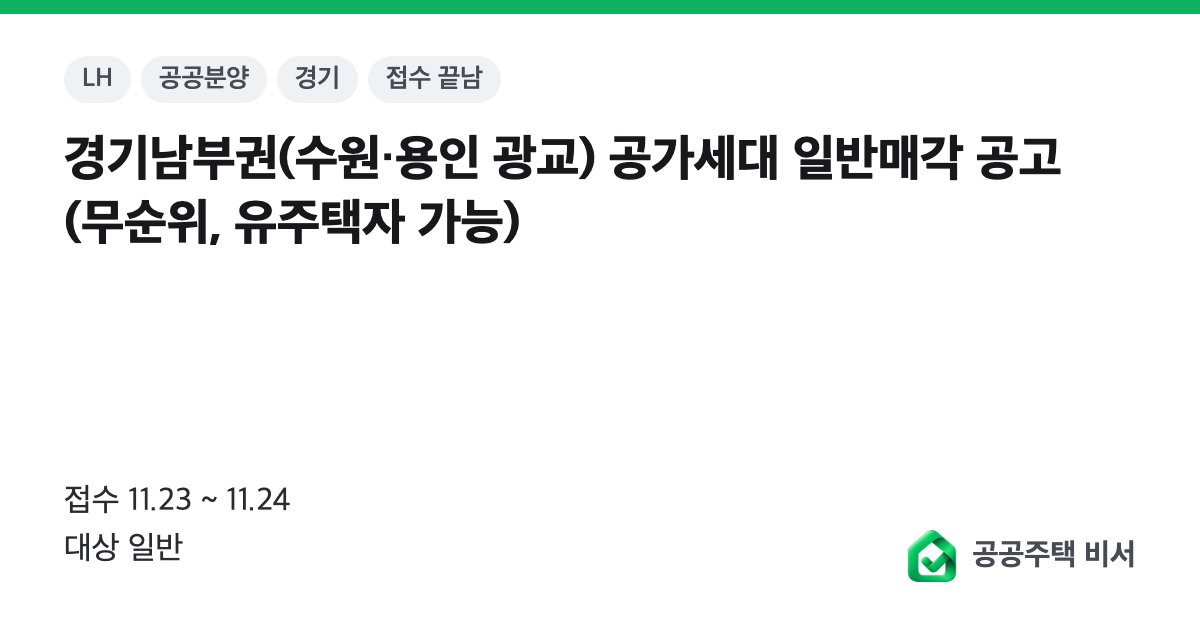 LH 공공분양 경기 접수 끝남
경기남부권(수원·용인 광교) 공가세대 일반매각 공고
(무순위, 유주택자 가능)
접수 11.23 ~ 11.24
대상 일반
공공주택 비서